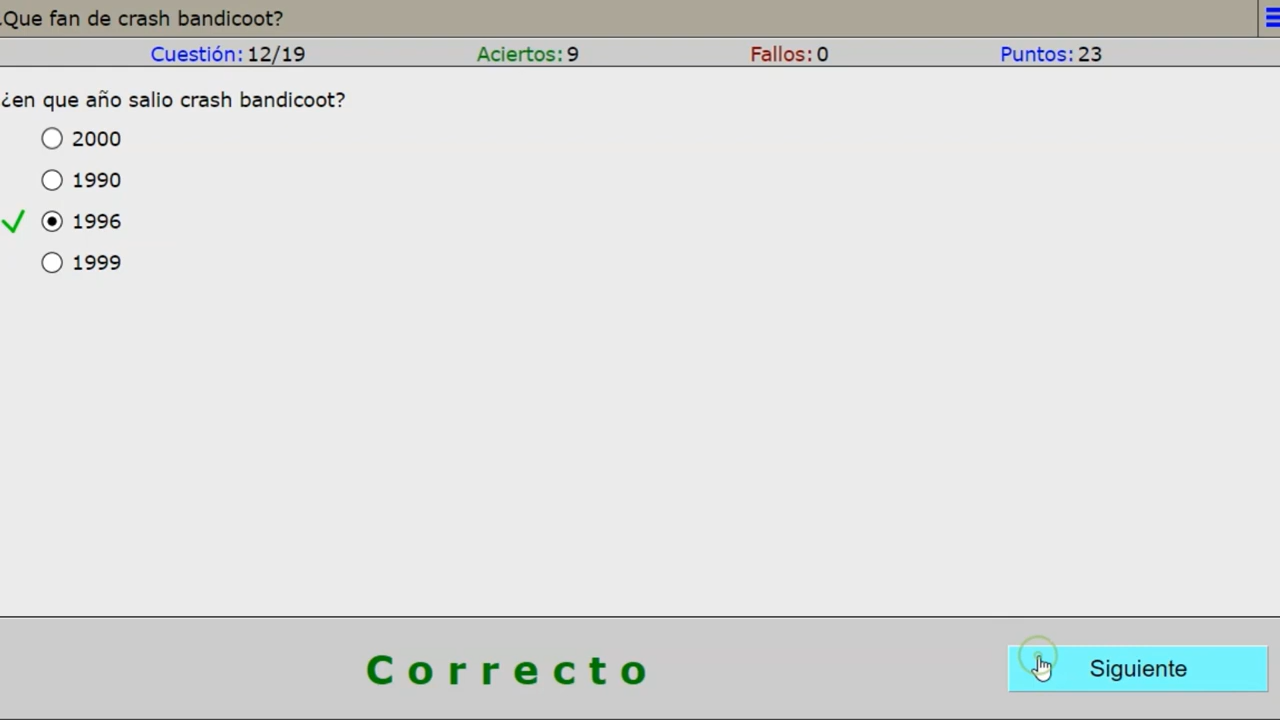 ¿Que fan de crash bandicoot?
Cuestión: 12/19 Aciertos: 9 Fallos: 0 Puntos: 23
¿en que año salio crash bandicoot?
2000
1990
1996
1999
Correcto
Siguiente